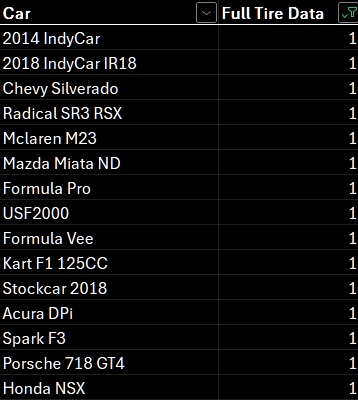 Car Full Tire Data
2014 IndyCar 1
2018 IndyCar IR18 1
Chevy Silverado 1
Radical SR3 RSX 1
Mclaren M23 1
Mazda Miata ND 1
Formula Pro 1
USF2000 1
Formula Vee 1
Kart F1 125CC 1
Stockcar 2018 1
Acura DPi 1
Spark F3 1
Porsche 718 GT4 1
Honda NSX 1